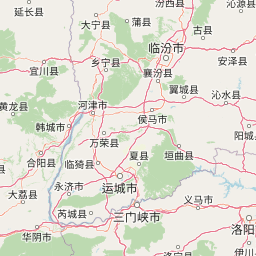 延长县
大宁县
蒲县
汾西县
沁源县
临汾市
安泽县
宜川县
乡宁县
襄汾县
翼城县
沁水县
黄龙县
河津市
侯马市
韩城市
万荣县
阳城县
合阳县
临猗县
夏县
垣曲县
大荔县
永济市
运城市
芮城县
义马市
三门峡市
华阴市
洛阳
伊川